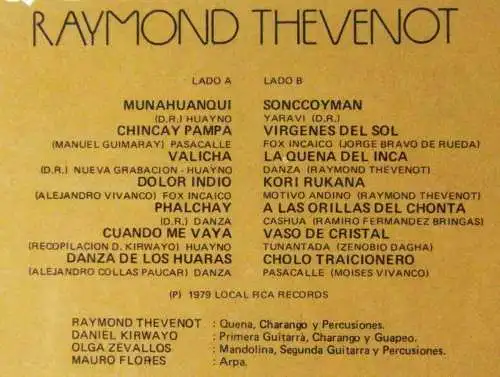 RAYMOND THEVENOT
LADO A
MUNAHUANQUI
(D.R.) HUAYNO
CHINCAY PAMPA
(MANUEL GUIMARAY) PASACALLE
VALICHA
(D.R.) NUEVA GRABACION - HUAYNO
DOLOR INDIO
(ALEJANDRO VIVANCO) FOX INCAICO
PHALCHAY
(D.R.) DANZA
CUANDO ME VAYA
(RECOPILACION D. KIRWAYO) HUAYNO
DANZA DE LOS HUARAS
(ALEJANDRO COLLAS PAUCAR) DANZA
LADO B
SONCCOYMAN
YARAVI (D.R.)
VIRGENES DEL SOL
FOX INCAICO (JORGE BRAVO DE RUEDA)
LA QUENA DEL INCA
DANZA (RAYMOND THEVENOT)
KORI RUKANA
MOTIVO ANDINO (RAYMOND THEVENOT)
A LAS ORILLAS DEL CHONTA
CASHUA (RAMIRO FERNANDEZ BRINGAS)
VASO DE CRISTAL
TUNANTADA (ZENOBIO DAGHA)
CHOLO TRAICIONERO
PASACALLE (MOISES VIVANCO)
(P) 1979 LOCAL RCA RECORDS
RAYMOND THEVENOT : Quena, Charango y Percusiones.
DANIEL KIRWAYO : Primera Guitarra, Charango y Guapeo.
OLGA ZEVALLOS : Mandolina, Segunda Guitarra y Percusiones.
MAURO FLORES : Arpa.